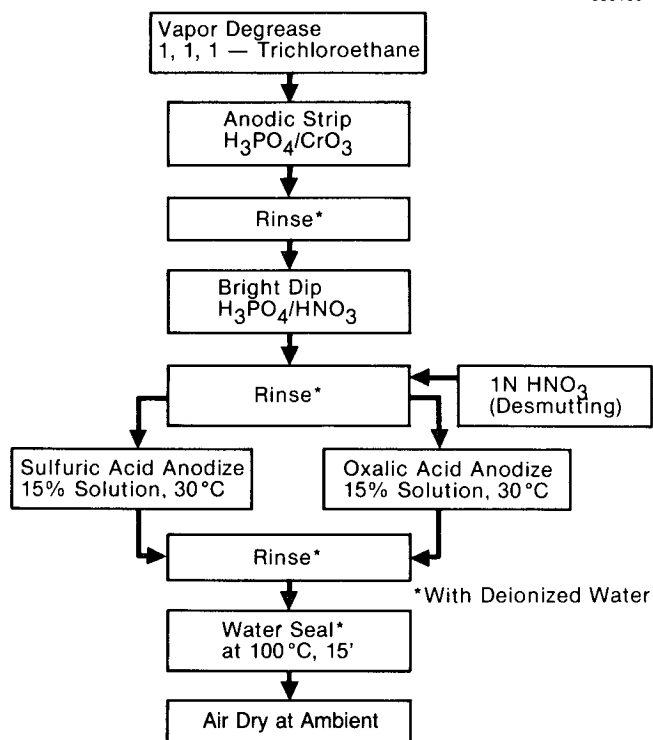 Vapor Degrease
1, 1, 1 — Trichloroethane
Anodic Strip
H3PO4/CrO3
Rinse*
Bright Dip
H3PO4/HNO3
Rinse*
1N HNO3
(Desmutting)
Sulfuric Acid Anodize
15% Solution, 30°C
Oxalic Acid Anodize
15% Solution, 30°C
Rinse*
*With Deionized Water
Water Seal*
at 100°C, 15'
Air Dry at Ambient